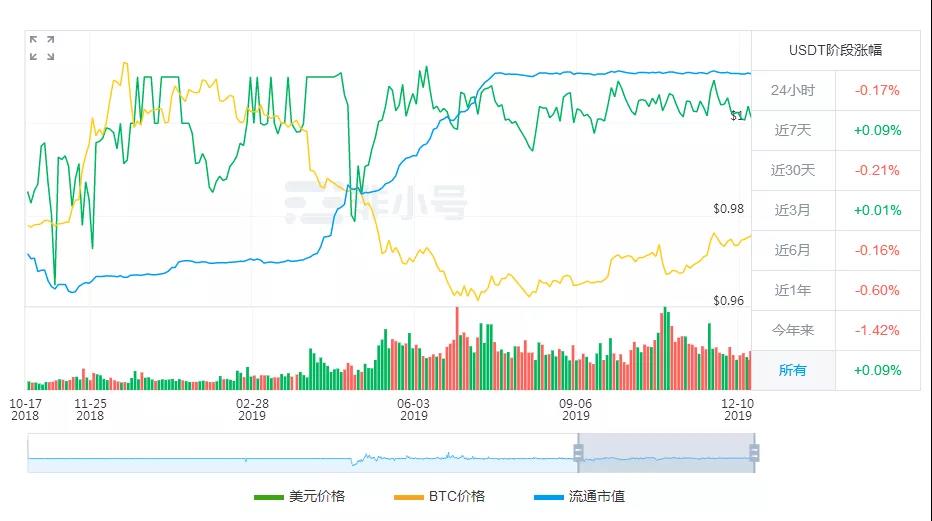 USDT阶段涨幅
24小时 -0.17%
近7天 +0.09%
近30天 -0.21%
近3月 +0.01%
近6月 -0.16%
近1年 -0.60%
今年来 -1.42%
所有 +0.09%
$1
$0.98
$0.96
非小号
10-17 11-25 02-28 06-03 09-06 12-10
2018 2018 2019 2019 2019 2019
美元价格 BTC价格 流通市值